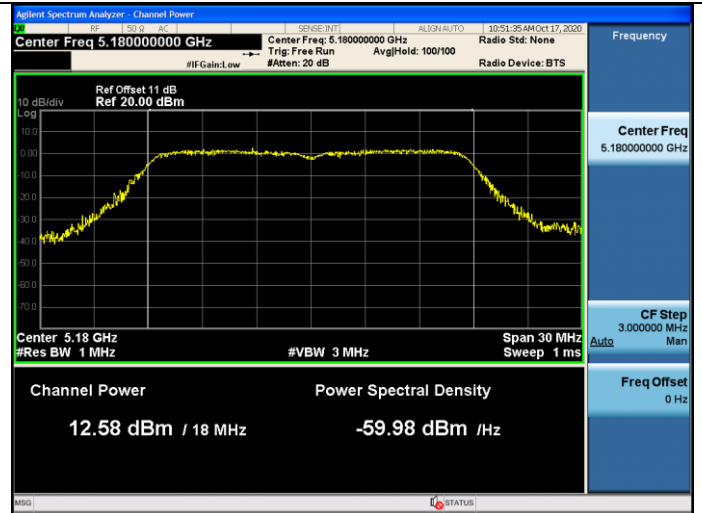 Agilent Spectrum Analyzer - Channel Power
RF 50 Ω AC SENSE:INT ALIGN AUTO 10:51:35 AM Oct 17, 2020
Center Freq 5.180000000 GHz
Center Freq: 5.180000000 GHz
Radio Std: None
Trig: Free Run Avg|Hold: 100/100
#IFGain:Low
#Atten: 20 dB
Radio Device: BTS
Ref Offset 11 dB
10 dB/div Ref 20.00 dBm
Log
10.0
0.00
-10.0
-20.0
-30.0
-40.0
-60.0
-70.0
Center 5.18 GHz Span 30 MHz
#Res BW 1 MHz #VBW 3 MHz Sweep 1 ms
Channel Power Power Spectral Density
12.58 dBm / 18 MHz -59.98 dBm /Hz
MSG STATUS
Frequency
Center Freq
5.180000000 GHz
CF Step
3.000000 MHz
Auto Man
Freq Offset
0 Hz